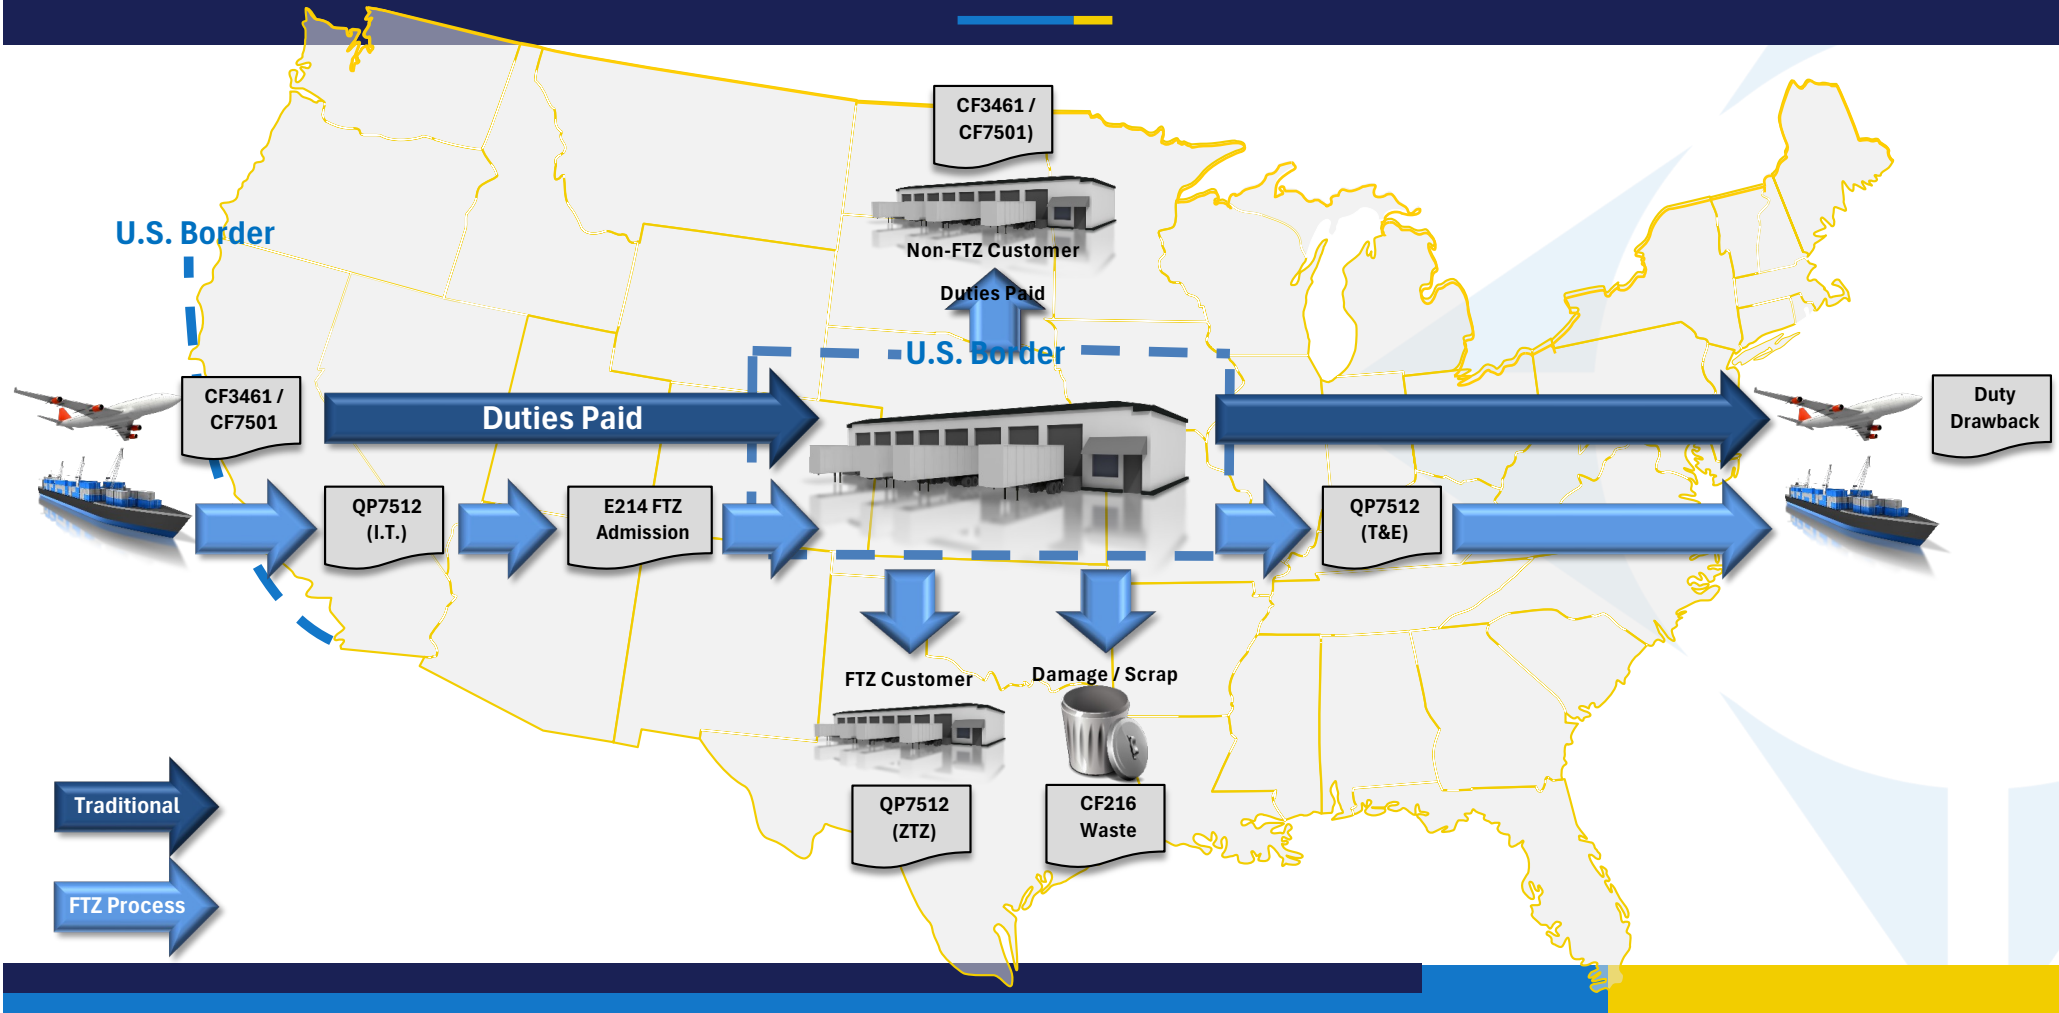 CF3461 /
CF7501)
Non-FTZ Customer
Duties Paid
U.S. Border
U.S. Border
CF3461 /
CF7501
Duties Paid
Duty
Drawback
QP7512
(I.T.)
E214 FTZ
Admission
QP7512
(T&E)
FTZ Customer
Damage / Scrap
QP7512
(ZTZ)
CF216
Waste
Traditional
FTZ Process